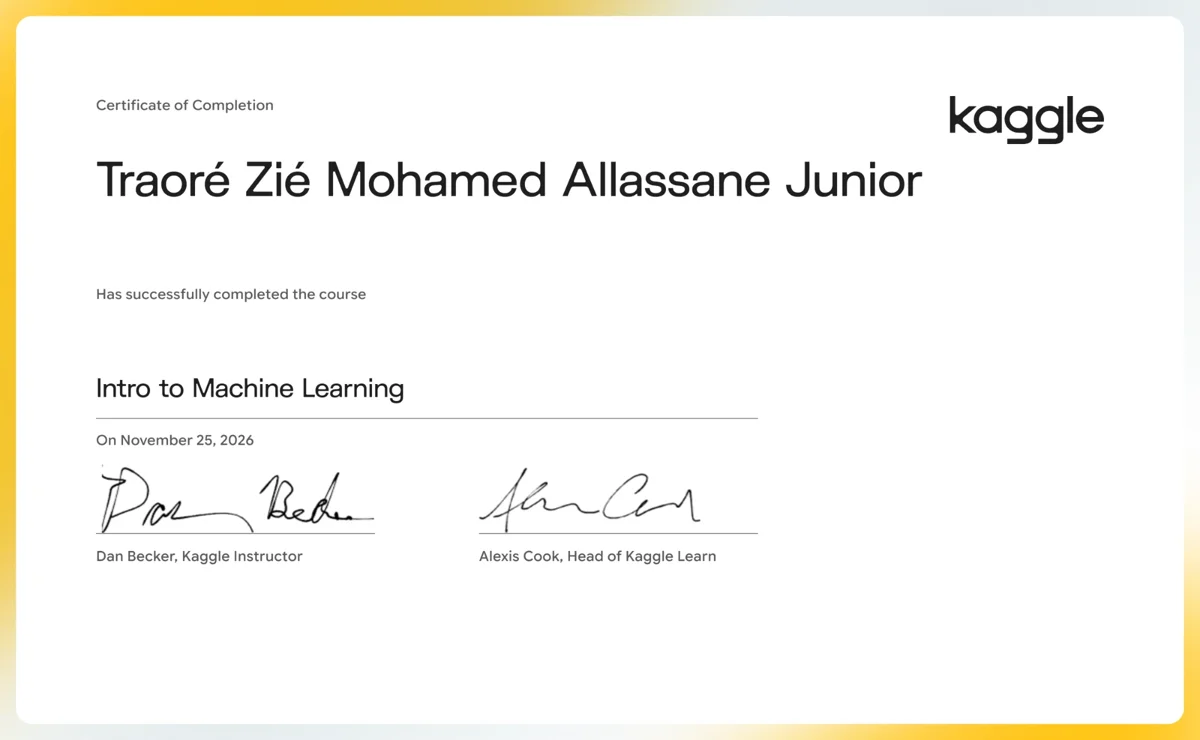 Certificate of Completion
kaggle
Traoré Zié Mohamed Allassane Junior
Has successfully completed the course
Intro to Machine Learning
On November 25, 2026
Dan Becker, Kaggle Instructor
Alexis Cook, Head of Kaggle Learn